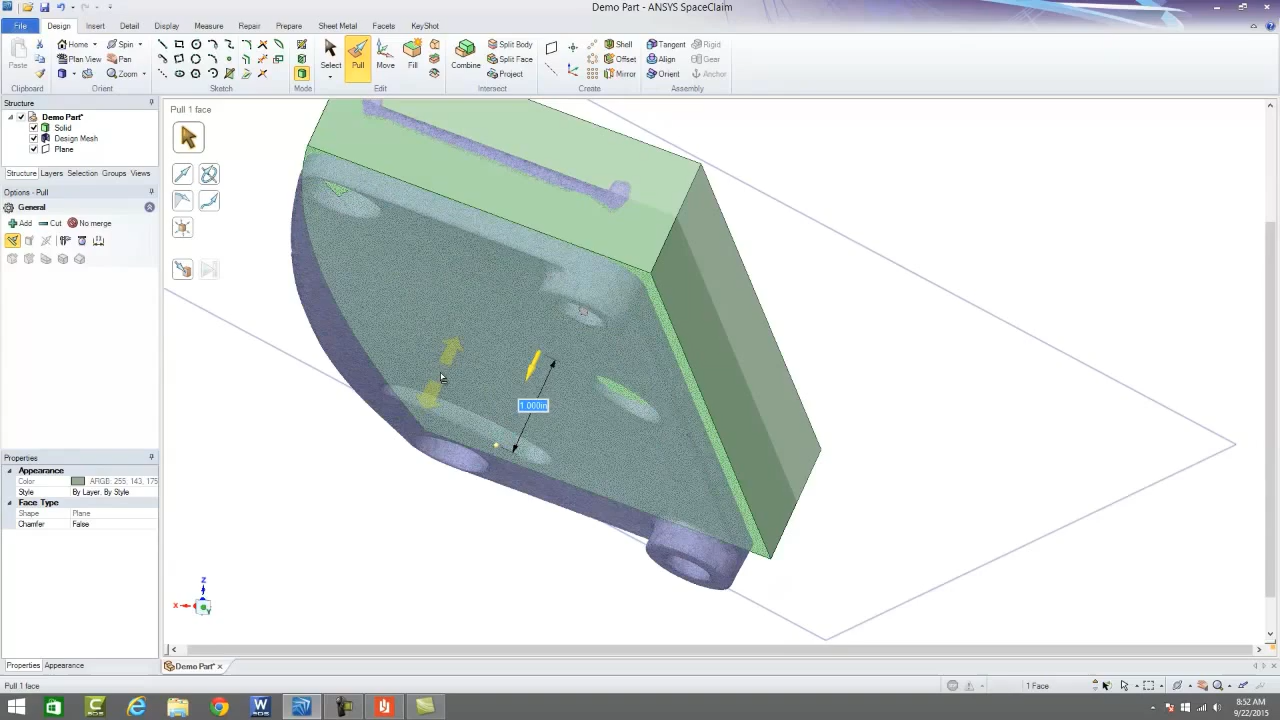 Demo Part - ANSYS SpaceClaim
File Design Insert Detail Display Measure Repair Prepare Sheet Metal Facets KeyShot
Home Spin Select Pull Move Fill Combine Split Body Shell Tangent Rigid
Paste Plan View Pan Split Face Offset Align Gear
Zoom Project Mirror Orient Anchor
Clipboard Orient Sketch Mode Edit Intersect Create Assembly
Structure
Pull 1 face
Demo Part*
Solid
Design Mesh
Plane
Structure Layers Selection Groups Views
Options - Pull
General
Add Cut No merge
1.000in
Properties
Appearance
Color ARGB: 255, 143, 175
Style By Layer, By Style
Face Type
Shape Plane
Chamfer False
Z
X
Y
Properties Appearance
Demo Part*
Pull 1 face
1 Face
8:52 AM
9/22/2015